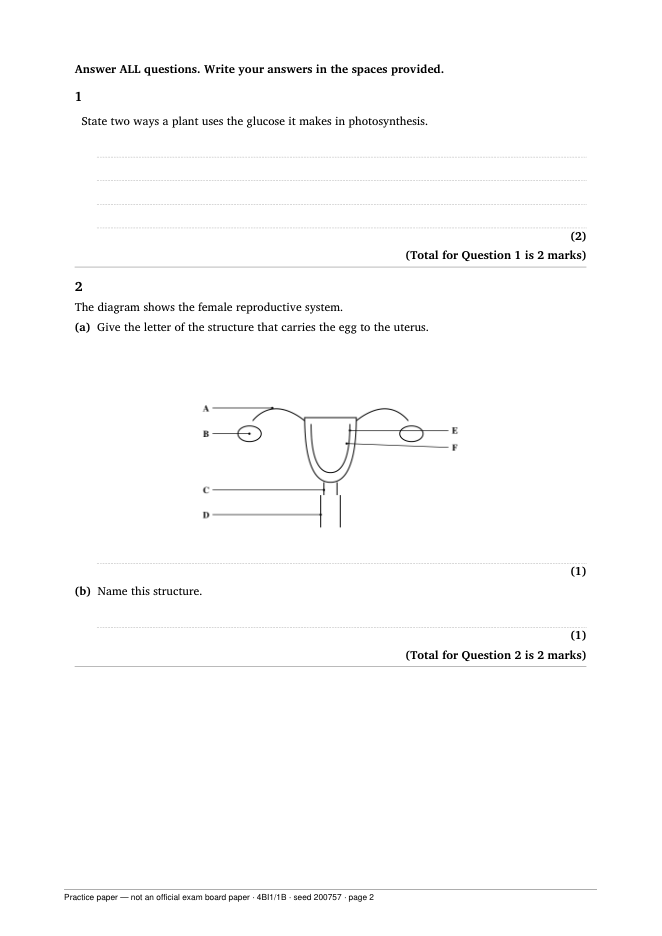 Answer ALL questions. Write your answers in the spaces provided.
1
State two ways a plant uses the glucose it makes in photosynthesis.
(2)
(Total for Question 1 is 2 marks)
2
The diagram shows the female reproductive system.
(a) Give the letter of the structure that carries the egg to the uterus.
A
B
E
F
C
D
(1)
(b) Name this structure.
(1)
(Total for Question 2 is 2 marks)
Practice paper — not an official exam board paper · 4BI1/1B · seed 200757 · page 2